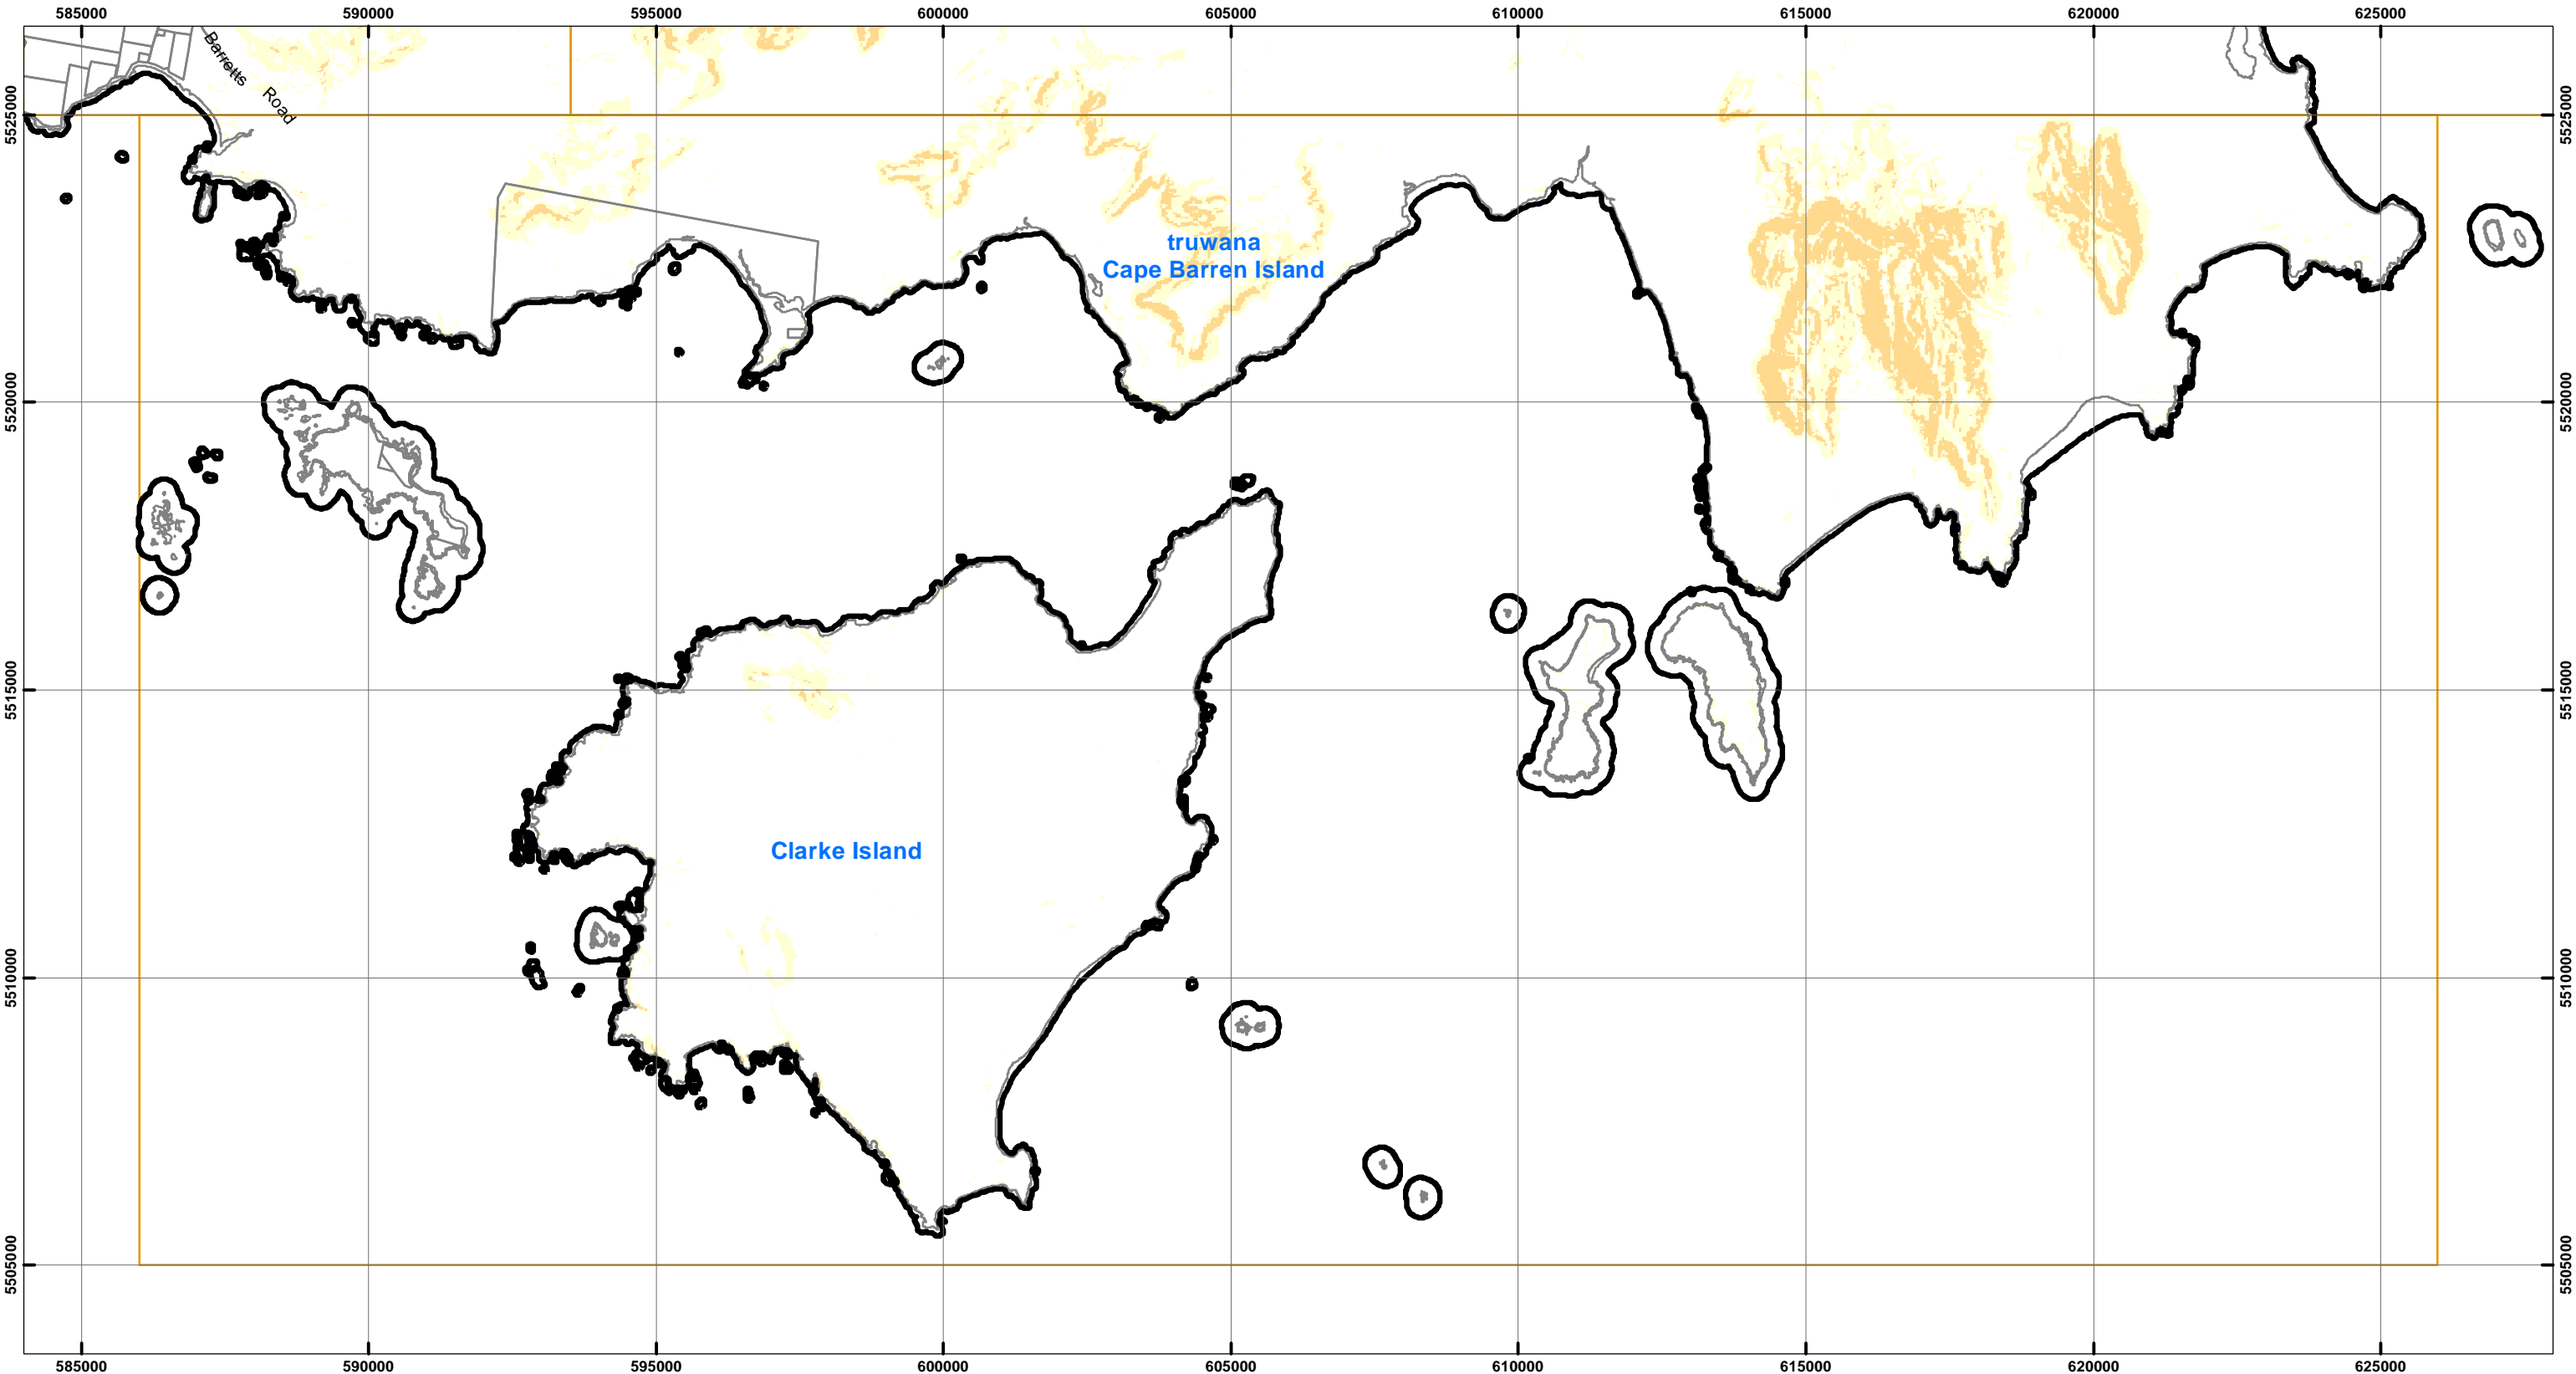 585000 590000 595000 600000 605000 610000 615000 620000 625000
Barretts
Road
5525000 5525000
truwana
Cape Barren Island
5520000 5520000
5515000 5515000
Clarke Island
5510000 5510000
5505000 5505000
585000 590000 595000 600000 605000 610000 615000 620000 625000